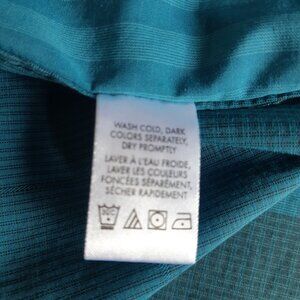 WASH COLD, DARK
COLORS SEPARATELY,
DRY PROMPTLY
LAVER À L'EAU FROIDE,
LAVER LES COULEURS
FONCÉES SÉPARÉMENT,
SÉCHER RAPIDEMENT